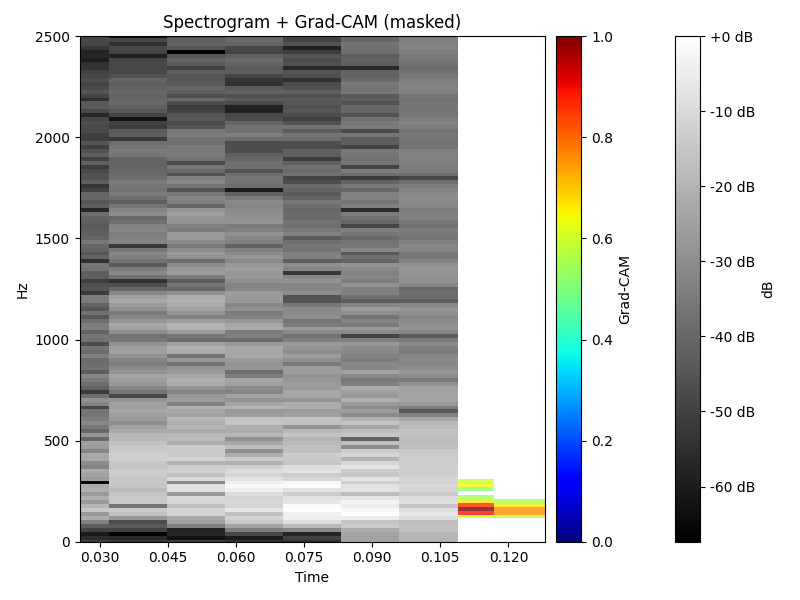 Spectrogram + Grad-CAM (masked)
2500
2000
1500
1000
500
0
Hz
0.030
0.045
0.060
0.075
0.090
0.105
0.120
Time
1.0
0.8
0.6
0.4
0.2
0.0
Grad-CAM
+0 dB
-10 dB
-20 dB
-30 dB
-40 dB
-50 dB
-60 dB
dB